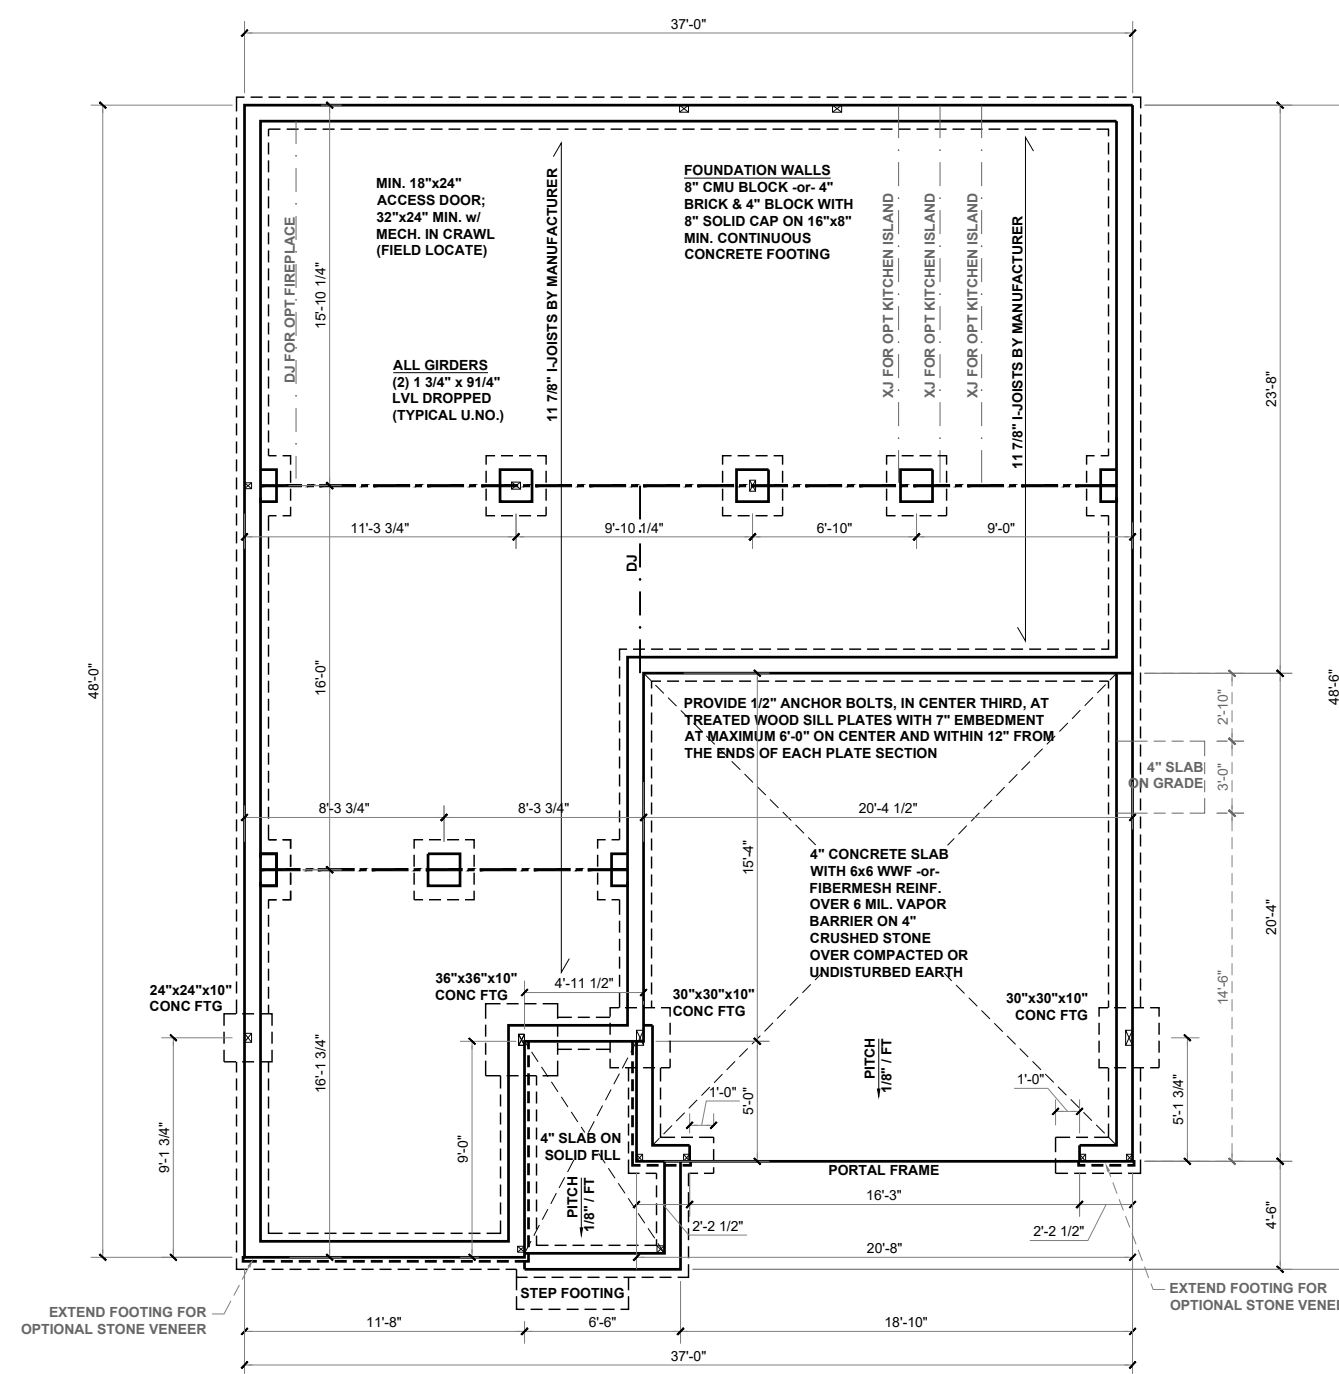 37'-0"
MIN. 18"x24"
ACCESS DOOR;
32"x24" MIN. w/
MECH. IN CRAWL
(FIELD LOCATE)
FOUNDATION WALLS
8" CMU BLOCK -or- 4"
BRICK & 4" BLOCK WITH
8" SOLID CAP ON 16"x8"
MIN. CONTINUOUS
CONCRETE FOOTING
DJ FOR OPT FIREPLACE
15'-10 1/4"
11 7/8" I-JOISTS BY MANUFACTURER
XJ FOR OPT KITCHEN ISLAND
XJ FOR OPT KITCHEN ISLAND
XJ FOR OPT KITCHEN ISLAND
11 7/8" I-JOISTS BY MANUFACTURER
ALL GIRDERS
(2) 1 3/4" x 91/4"
LVL DROPPED
(TYPICAL U.NO.)
23'-8"
11'-3 3/4"
9'-10 1/4"
6'-10"
9'-0"
DJ
48'-0"
16'-0"
48'-6"
PROVIDE 1/2" ANCHOR BOLTS, IN CENTER THIRD, AT
TREATED WOOD SILL PLATES WITH 7" EMBEDMENT
AT MAXIMUM 6'-0" ON CENTER AND WITHIN 12" FROM
THE ENDS OF EACH PLATE SECTION
2'-10"
4" SLAB
ON GRADE
3'-0"
8'-3 3/4"
8'-3 3/4"
20'-4 1/2"
15'-4"
4" CONCRETE SLAB
WITH 6x6 WWF -or-
FIBERMESH REINF.
OVER 6 MIL. VAPOR
BARRIER ON 4"
CRUSHED STONE
OVER COMPACTED OR
UNDISTURBED EARTH
20'-4"
14'-6"
24"x24"x10"
CONC FTG
36"x36"x10"
CONC FTG
4'-11 1/2"
30"x30"x10"
CONC FTG
30"x30"x10"
CONC FTG
16'-1 3/4"
PITCH
1/8" / FT
1'-0"
5'-0"
1'-0"
5'-1 3/4"
9'-1 3/4"
9'-0"
4" SLAB ON
SOLID FILL
PITCH
1/8" / FT
PORTAL FRAME
16'-3"
2'-2 1/2"
2'-2 1/2"
20'-8"
4'-6"
STEP FOOTING
EXTEND FOOTING FOR
OPTIONAL STONE VENEER
EXTEND FOOTING FOR
OPTIONAL STONE VENEE
11'-8"
6'-6"
18'-10"
37'-0"